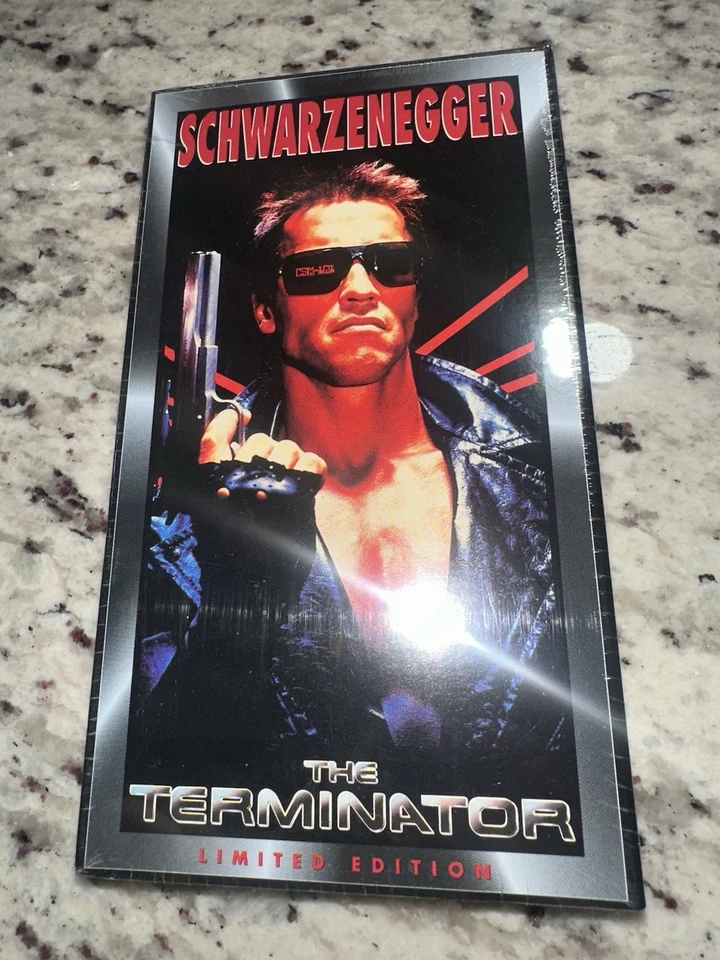 SCHWARZENEGGER
THE
TERMINATOR
LIMITED EDITION